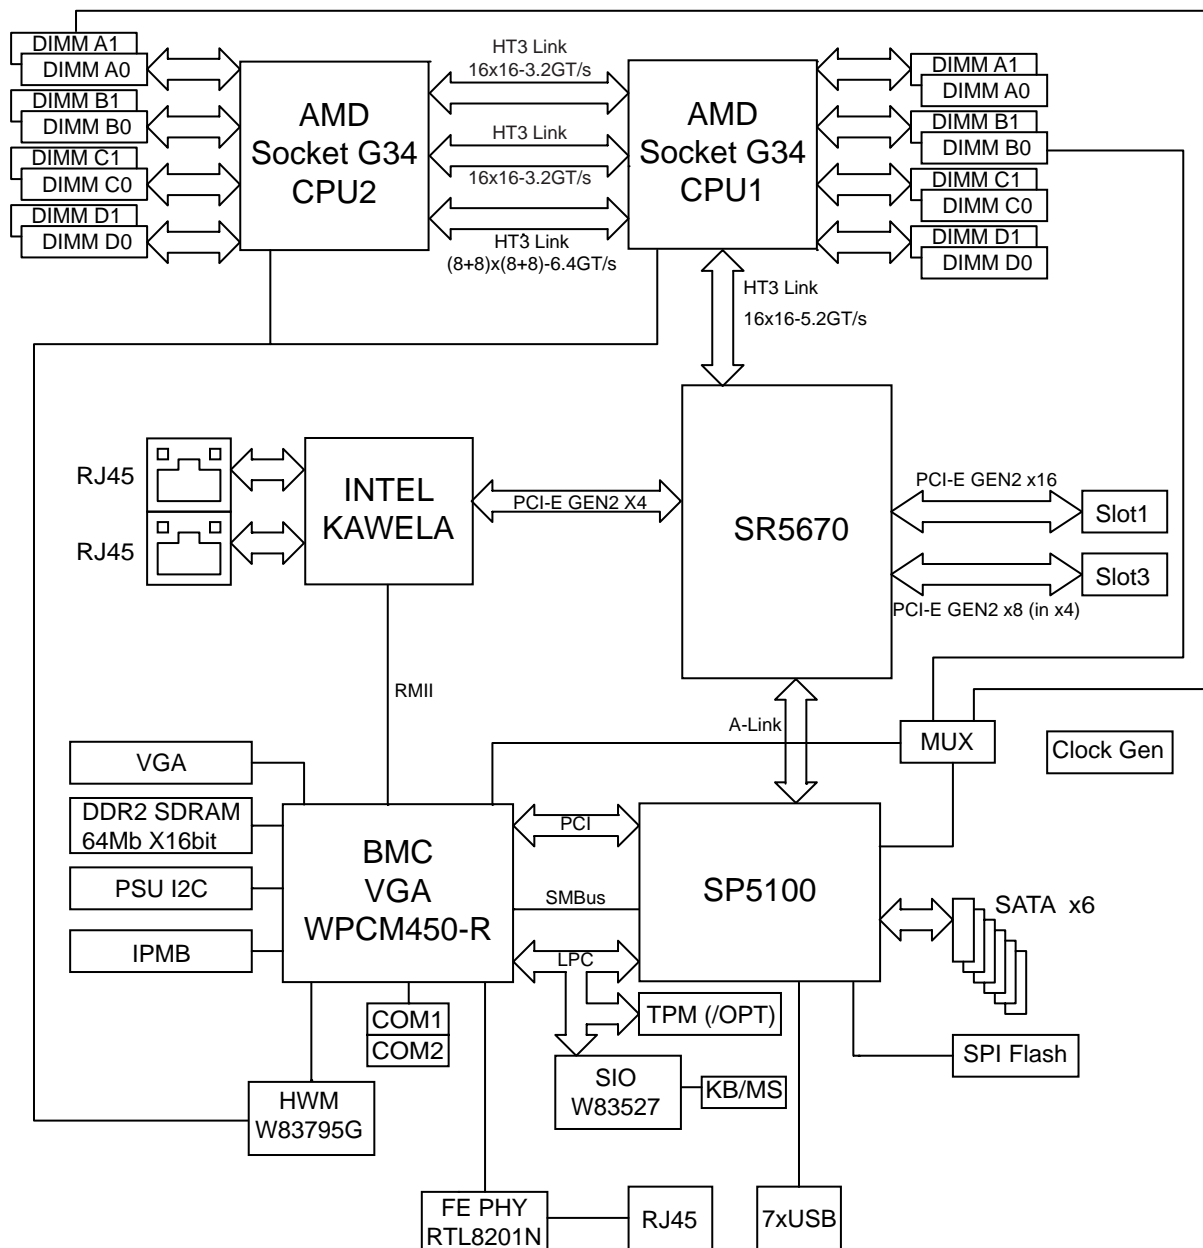 DIMM A1
DIMM A0
DIMM B1
DIMM B0
DIMM C1
DIMM C0
DIMM D1
DIMM D0
AMD
Socket G34
CPU2
HT3 Link
16x16-3.2GT/s
HT3 Link
16x16-3.2GT/s
HT3 Link
(8+8)x(8+8)-6.4GT/s
AMD
Socket G34
CPU1
DIMM A1
DIMM A0
DIMM B1
DIMM B0
DIMM C1
DIMM C0
DIMM D1
DIMM D0
HT3 Link
16x16-5.2GT/s
RJ45
RJ45
INTEL
KAWELA
PCI-E GEN2 X4
SR5670
PCI-E GEN2 x16
Slot1
Slot3
PCI-E GEN2 x8 (in x4)
RMII
A-Link
MUX
Clock Gen
VGA
DDR2 SDRAM
64Mb X16bit
PSU I2C
IPMB
BMC
VGA
WPCM450-R
PCI
SMBus
LPC
SP5100
SATA x6
COM1
COM2
TPM (/OPT)
SPI Flash
HWM
W83795G
SIO
W83527
KB/MS
FE PHY
RTL8201N
RJ45
7xUSB